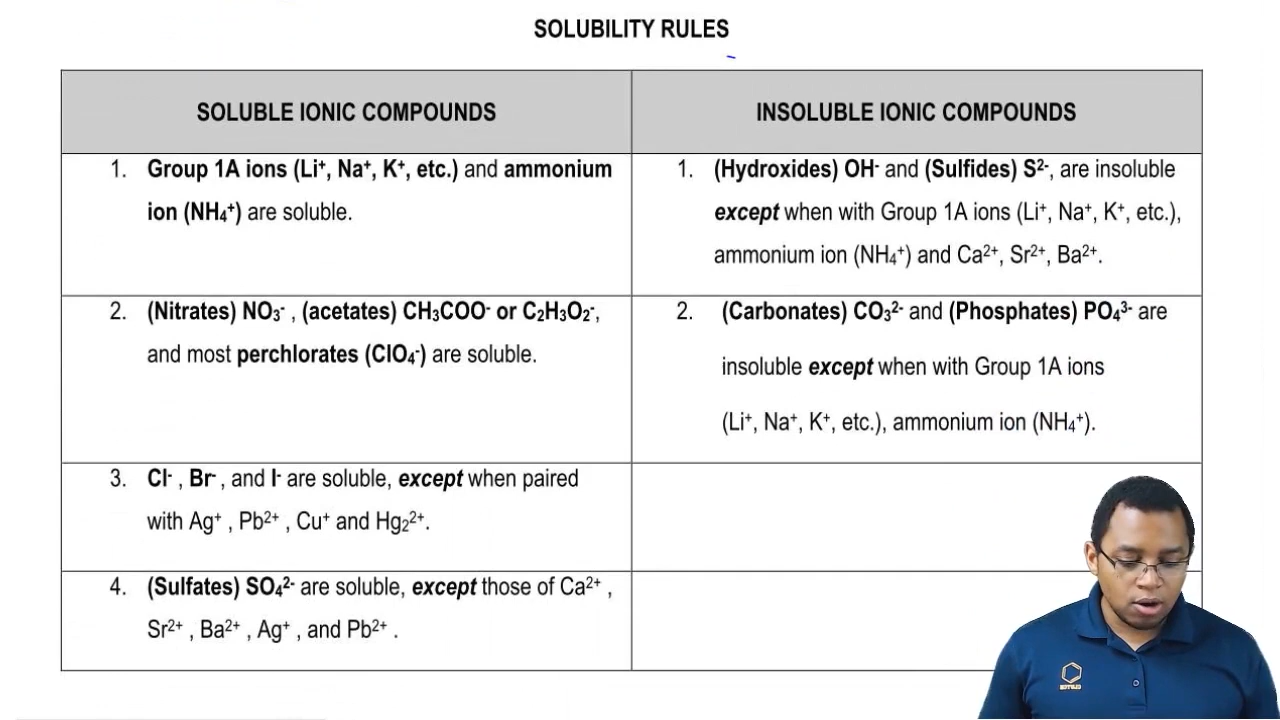 SOLUBILITY RULES
SOLUBLE IONIC COMPOUNDS
INSOLUBLE IONIC COMPOUNDS
1. Group 1A ions (Li⁺, Na⁺, K⁺, etc.) and ammonium
ion (NH₄⁺) are soluble.
1. (Hydroxides) OH⁻ and (Sulfides) S²⁻, are insoluble
except when with Group 1A ions (Li⁺, Na⁺, K⁺, etc.),
ammonium ion (NH₄⁺) and Ca²⁺, Sr²⁺, Ba²⁺.
2. (Nitrates) NO₃⁻ , (acetates) CH₃COO⁻ or C₂H₃O₂⁻,
and most perchlorates (ClO₄⁻) are soluble.
2. (Carbonates) CO₃²⁻ and (Phosphates) PO₄³⁻ are
insoluble except when with Group 1A ions
(Li⁺, Na⁺, K⁺, etc.), ammonium ion (NH₄⁺).
3. Cl⁻ , Br⁻ , and I⁻ are soluble, except when paired
with Ag⁺ , Pb²⁺ , Cu⁺ and Hg₂²⁺.
4. (Sulfates) SO₄²⁻ are soluble, except those of Ca²⁺ ,
Sr²⁺ , Ba²⁺ , Ag⁺ , and Pb²⁺ .